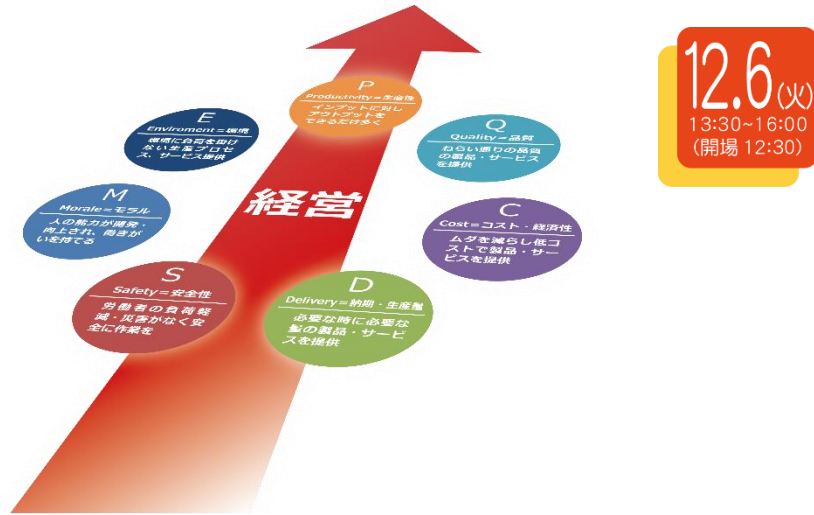 P
Productivity=生産性
インプットに対し
アウトプットを
できるだけ多く
E
Enviroment=環境
環境に負荷を掛け
ない生産プロセ
ス、サービス提供
Q
Quality=品質
ねらい通りの品質
の製品・サービス
を提供
M
Morale=モラル
人の能力が開発・
向上され、働きが
いを持てる
経営
C
Cost=コスト・経済性
ムダを減らし低コ
ストで製品・サー
ビスを提供
S
Safety=安全性
労働者の負荷軽
減・災害がなく安
全に作業を
D
Delivery=納期・生産量
必要な時に必要な
量の製品・サービ
スを提供
12.6(火)
13:30~16:00
(開場 12:30)